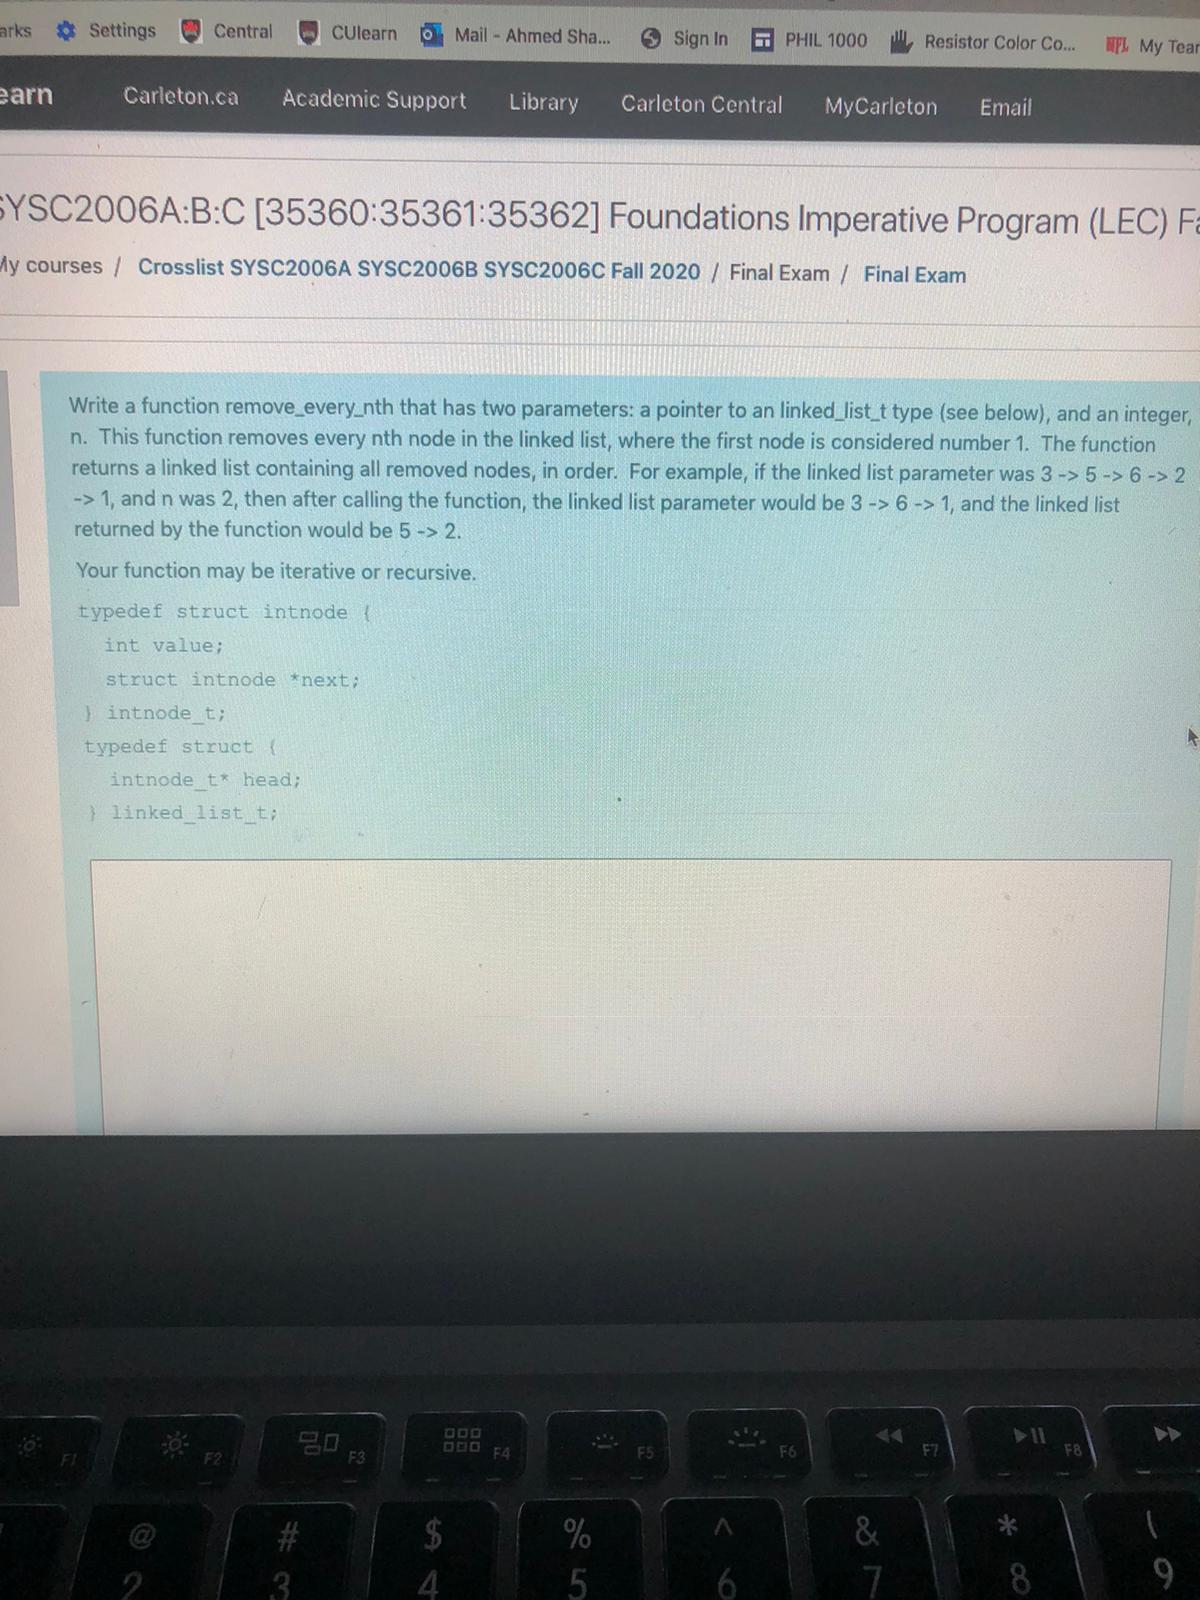 arks Settings Central CUlearn Mail - Ahmed Sha... Sign In PHIL 1000 Resistor Color Co... NFL My Tear
earn Carleton.ca Academic Support Library Carleton Central MyCarleton Email
SYSC2006A:B:C [35360:35361:35362] Foundations Imperative Program (LEC) Fa
My courses / Crosslist SYSC2006A SYSC2006B SYSC2006C Fall 2020 / Final Exam / Final Exam
Write a function remove_every_nth that has two parameters: a pointer to an linked_list_t type (see below), and an integer,
n. This function removes every nth node in the linked list, where the first node is considered number 1. The function
returns a linked list containing all removed nodes, in order. For example, if the linked list parameter was 3 -> 5 -> 6 -> 2
-> 1, and n was 2, then after calling the function, the linked list parameter would be 3 -> 6 -> 1, and the linked list
returned by the function would be 5 -> 2.
Your function may be iterative or recursive.
typedef struct intnode {
int value;
struct intnode *next;
} intnode_t;
typedef struct {
intnode_t* head;
} linked_list_t;
F1 F2 F3 F4 F5 F6 F7 F8
@ # $ % ^ & * (
2 3 4 5 6 7 8 9